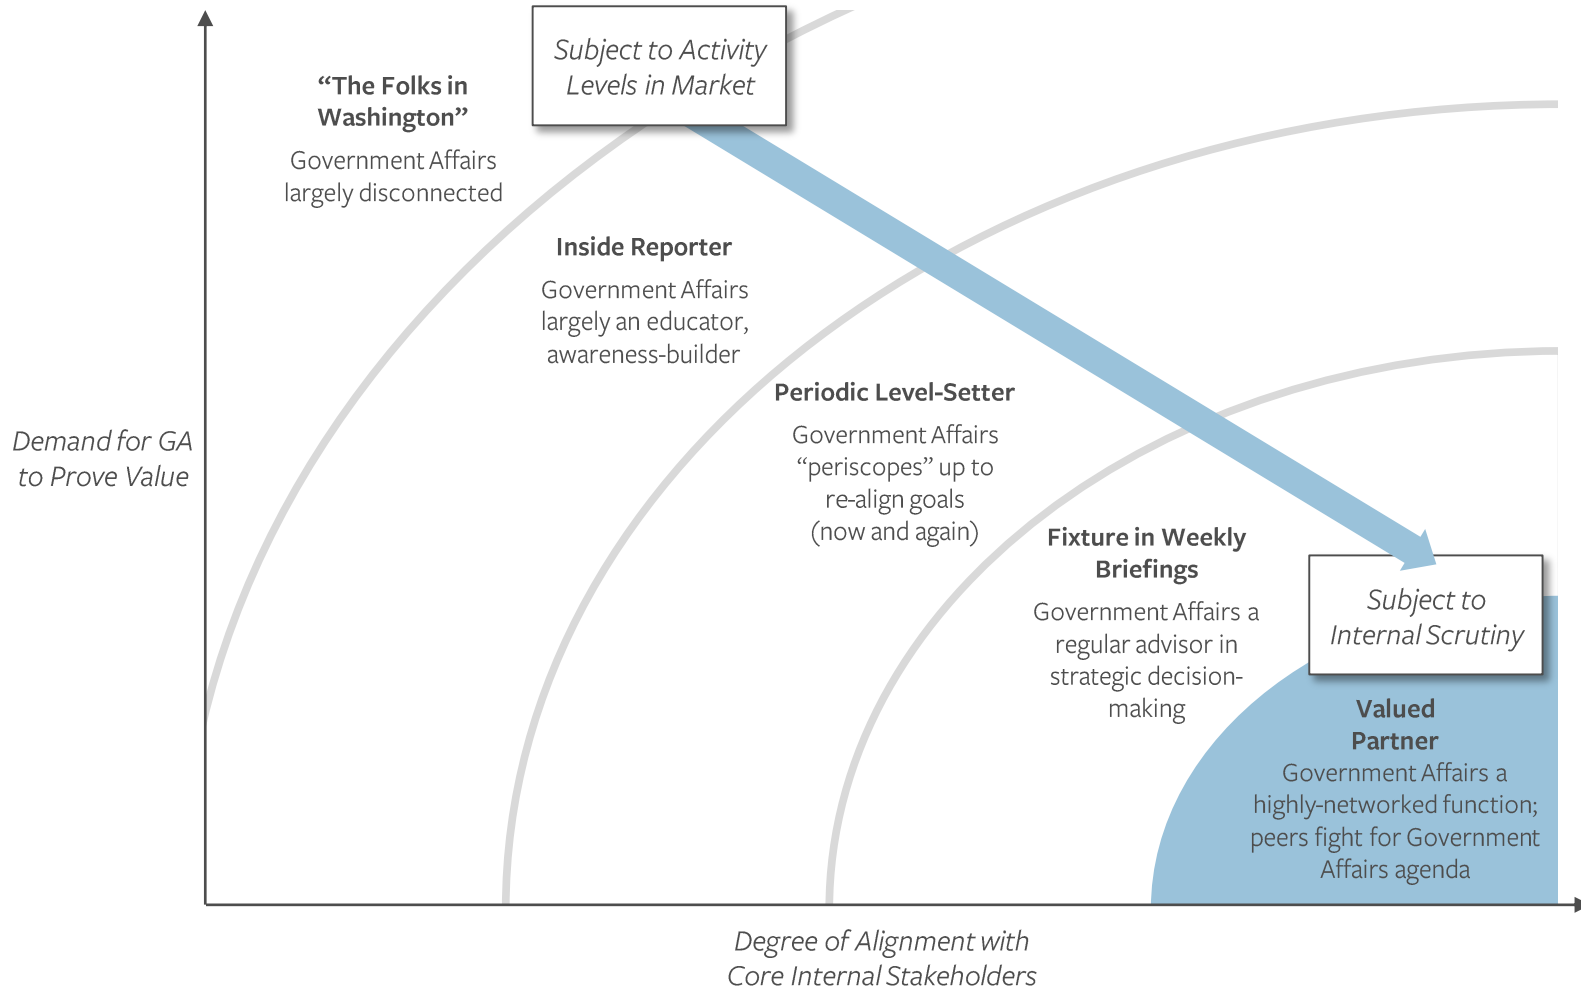 Subject to Activity
Levels in Market
“The Folks in
Washington”
Government Affairs
largely disconnected
Inside Reporter
Government Affairs
largely an educator,
awareness-builder
Periodic Level-Setter
Government Affairs
“periscopes” up to
re-align goals
(now and again)
Demand for GA
to Prove Value
Fixture in Weekly
Briefings
Government Affairs a
regular advisor in
strategic decision-
making
Subject to
Internal Scrutiny
Valued
Partner
Government Affairs a
highly-networked function;
peers fight for Government
Affairs agenda
Degree of Alignment with
Core Internal Stakeholders